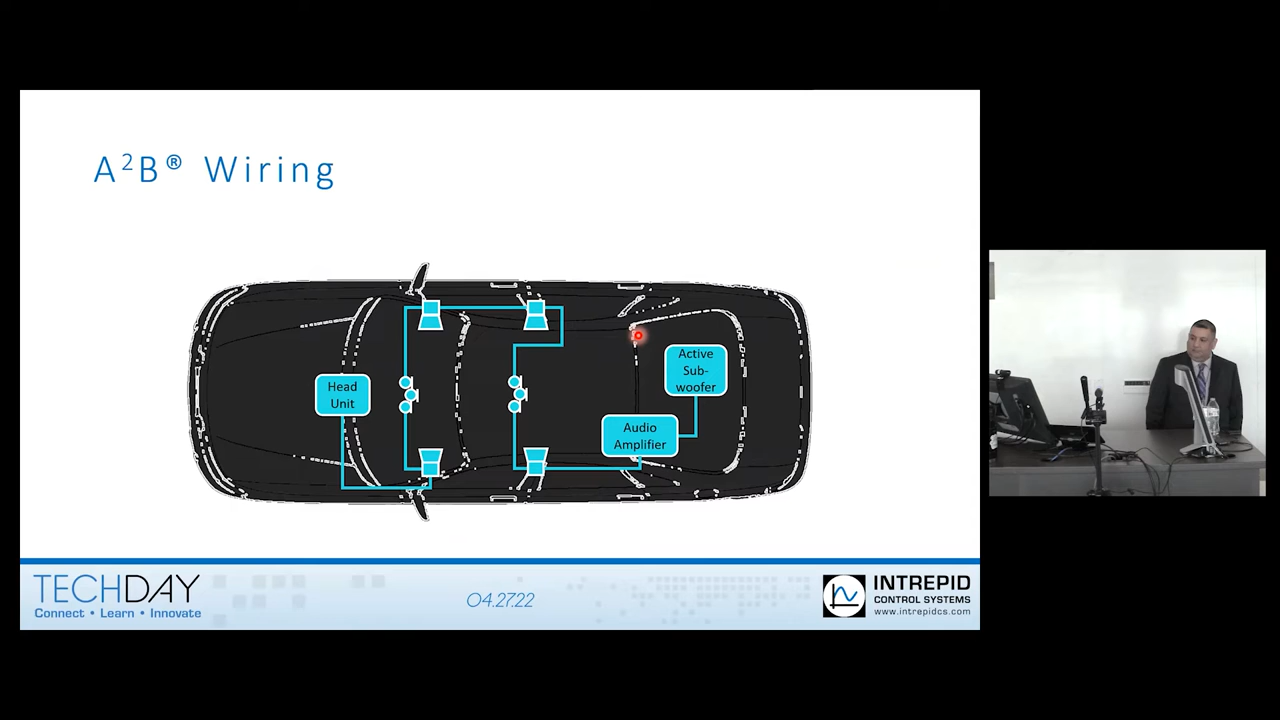 A²B® Wiring
Head
Unit
Active
Sub-
woofer
Audio
Amplifier
TECHDAY
Connect • Learn • Innovate
04.27.22
INTREPID
CONTROL SYSTEMS
www.intrepidcs.com